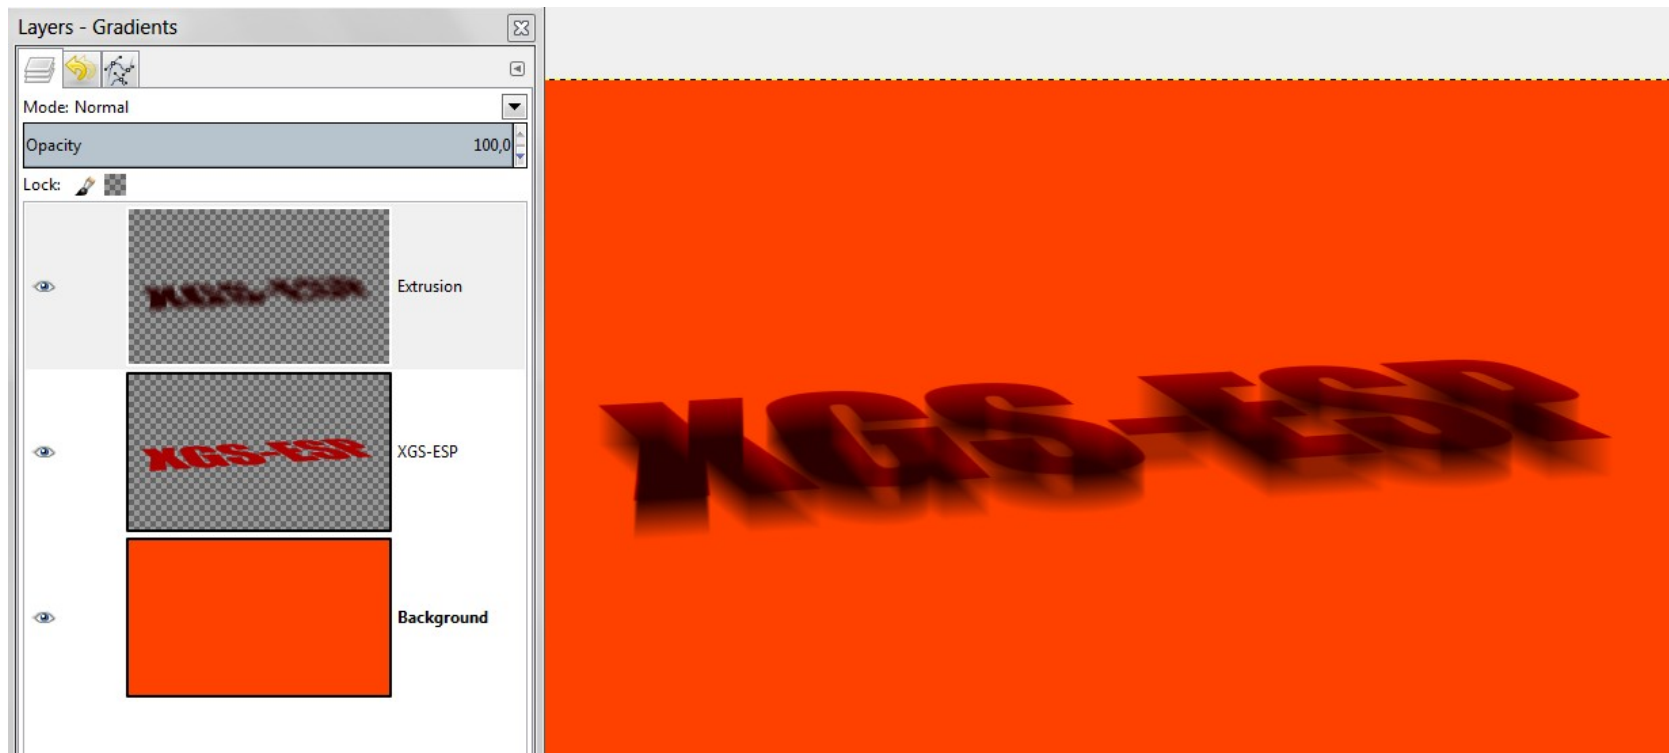 Layers - Gradients
Mode: Normal
Opacity 100,0
Lock:
Extrusion
XGS-ESP
Background
XGS-ESP